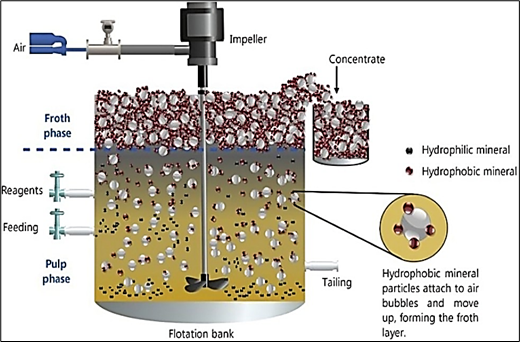 Impeller
Air
Concentrate
Froth
phase
Hydrophilic mineral
Hydrophobic mineral
Reagents
Feeding
Pulp
phase
Tailing
Hydrophobic mineral
particles attach to air
bubbles and move
up, forming the froth
layer.
Flotation bank